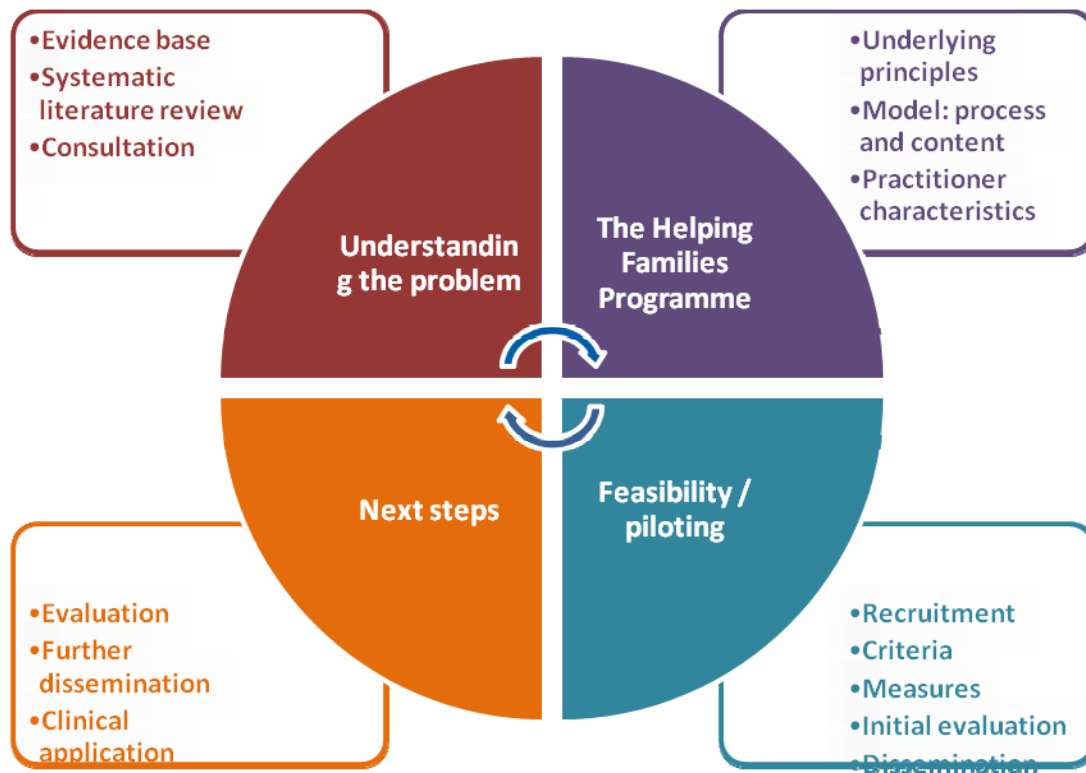 •Evidence base
•Systematic
literature review
•Consultation
•Underlying
principles
•Model: process
and content
•Practitioner
characteristics
Understandin
g the problem
The Helping
Families
Programme
Next steps
Feasibility /
piloting
•Evaluation
•Further
dissemination
•Clinical
application
•Recruitment
•Criteria
•Measures
•Initial evaluation
•Dissemination